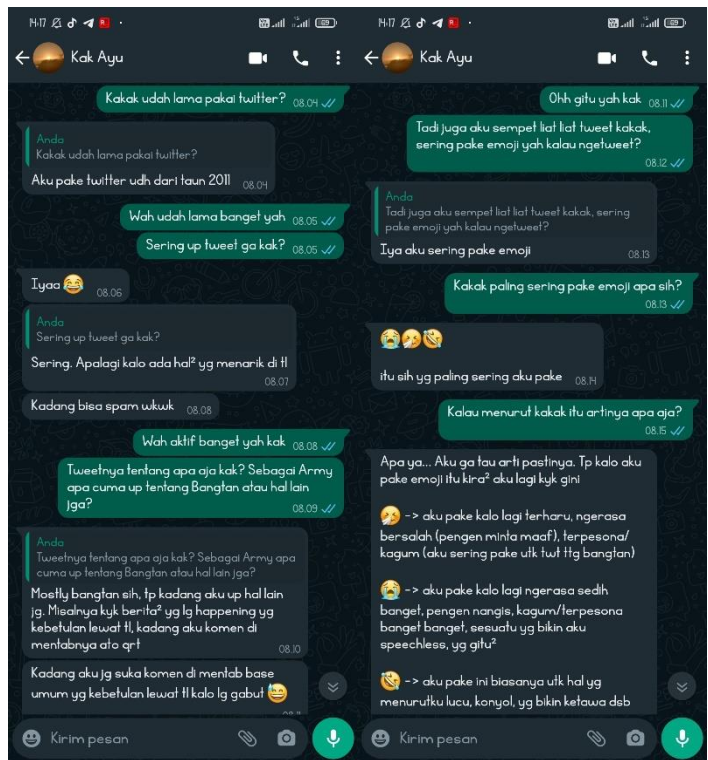 14:17
Kak Ayu
Kakak udah lama pakai twitter? 08.04
Anda
Kakak udah lama pakai twitter?
Aku pake twitter udh dari taun 2011 08.04
Wah udah lama banget yah 08.05
Sering up tweet ga kak? 08.05
Iyaa😂 08.06
Anda
Sering up tweet ga kak?
Sering. Apalagi kalo ada hal² yg menarik di tl
08.07
Kadang bisa spam wkwk 08.08
Wah aktif banget yah kak 08.08
Tweetnya tentang apa aja kak? Sebagai Army
apa cuma up tentang Bangtan atau hal lain
jga? 08.09
Anda
Tweetnya tentang apa aja kak? Sebagai Army apa
cuma up tentang Bangtan atau hal lain jga?
Mostly bangtan sih, tp kadang aku up hal lain
jg. Misalnya kyk berita² yg lg happening yg
kebetulan lewat tl, kadang aku komen di
mentabnya ato qrt 08.10
Kadang aku jg suka komen di mentab base
umum yg kebetulan lewat tl kalo lg gabut😅
Kirim pesan
14:17
Kak Ayu
Ohh gitu yah kak 08.11
Tadi juga aku sempet liat liat tweet kakak,
sering pake emoji yah kalau ngetweet?
08.12
Anda
Tadi juga aku sempet liat liat tweet kakak, sering
pake emoji yah kalau ngetweet?
Iya aku sering pake emoji 08.13
Kakak paling sering pake emoji apa sih?
08.13
😭🤧🤣
itu sih yg paling sering aku pake 08.14
Kalau menurut kakak itu artinya apa aja?
08.15
Apa ya... Aku ga tau arti pastinya. Tp kalo aku
pake emoji itu kira² aku lagi kyk gini
🤧 -> aku pake kalo lagi terharu, ngerasa
bersalah (pengen minta maaf), terpesona/
kagum (aku sering pake utk twt ttg bangtan)
😭 -> aku pake kalo lagi ngerasa sedih
banget, pengen nangis, kagum/terpesona
banget banget, sesuatu yg bikin aku
speechless, yg gitu²
🤣 -> aku pake ini biasanya utk hal yg
menurutku lucu, konyol, yg bikin ketawa dsb
Kirim pesan